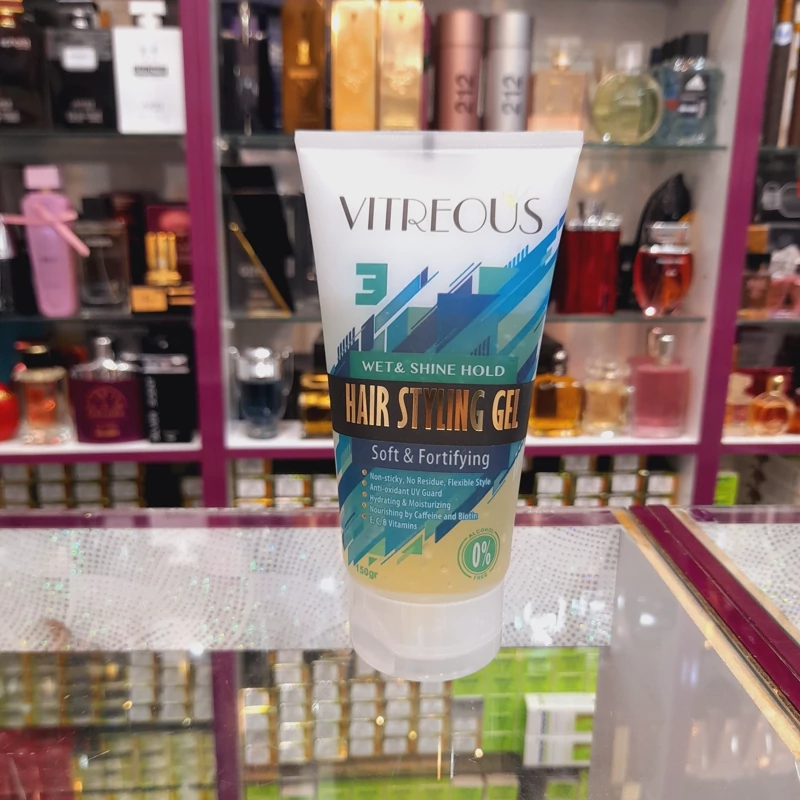 212
212
VITREOUS
3
WET & SHINE HOLD
HAIR STYLING GEL
Soft & Fortifying
Non-sticky, No Residue, Flexible Style
Anti-oxidant UV Guard
Hydrating & Moisturizing
Nourishing by Caffeine and Biotin
E, C, B Vitamins
150gr
ALCOHOL
0%
FREE